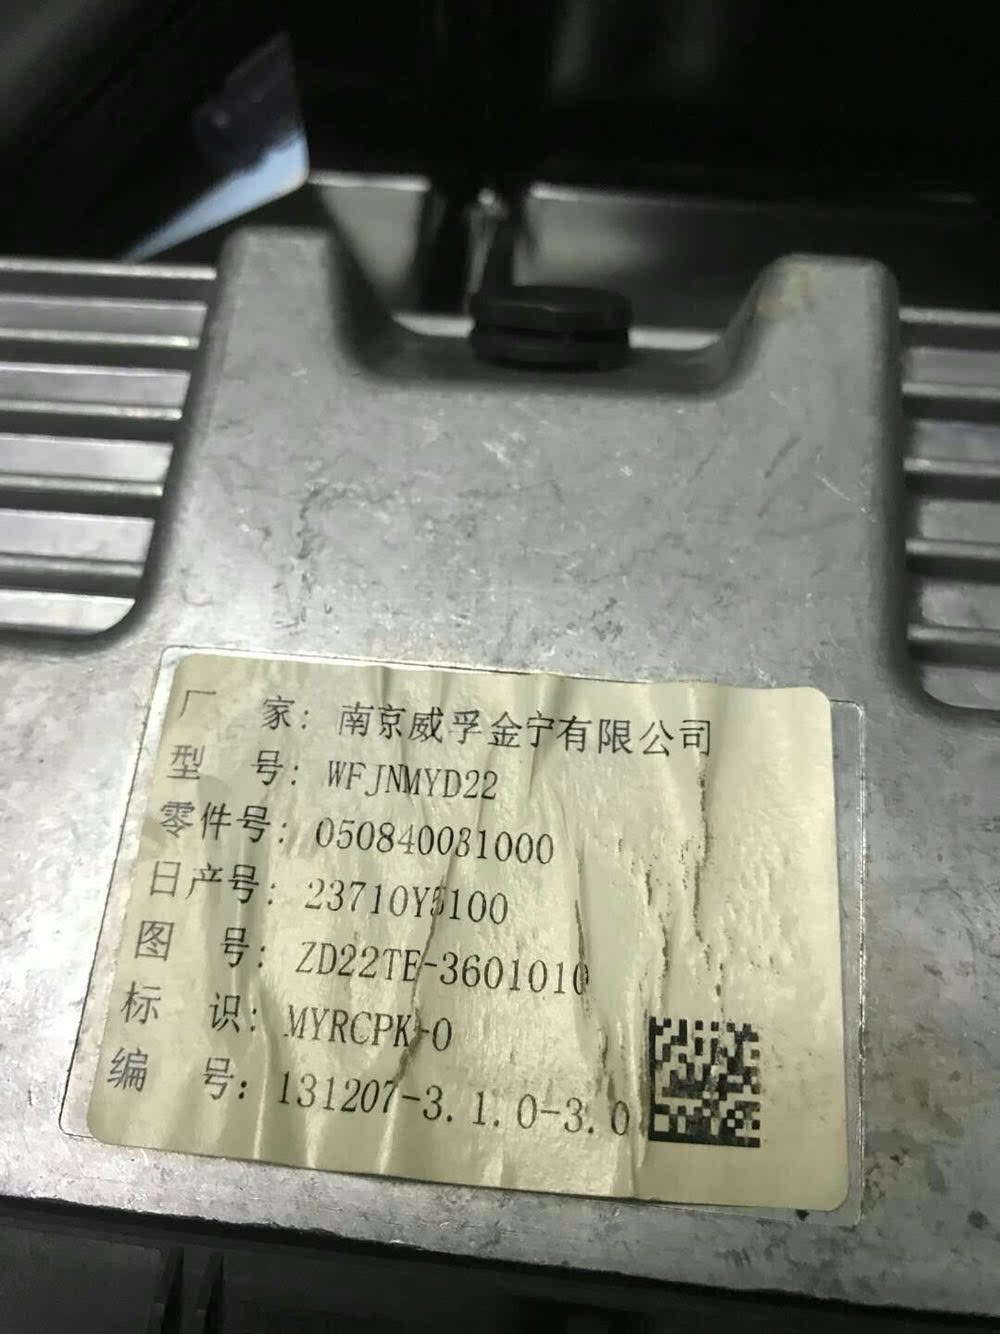 厂 家: 南京威孚金宁有限公司
型 号: WFJNMYD22
零件号: 050840031000
日产号: 23710Y5100
图 号: ZD22TE-3601010
标 识: MYRCPK-0
编 号: 131207-3.1.0-3.0